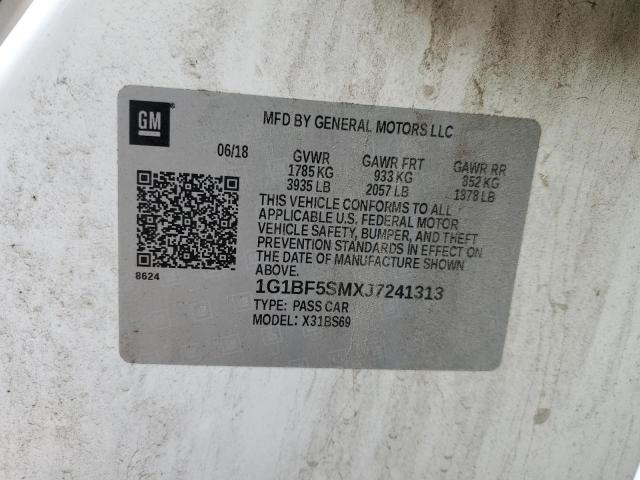 GM
MFD BY GENERAL MOTORS LLC
06/18 GVWR GAWR FRT GAWR RR
1785 KG 933 KG 852 KG
3935 LB 2057 LB 1878 LB
THIS VEHICLE CONFORMS TO ALL
APPLICABLE U.S. FEDERAL MOTOR
VEHICLE SAFETY, BUMPER, AND THEFT
PREVENTION STANDARDS IN EFFECT ON
THE DATE OF MANUFACTURE SHOWN
ABOVE.
8624
1G1BF5SMXJ7241313
TYPE: PASS CAR
MODEL: X31BS69